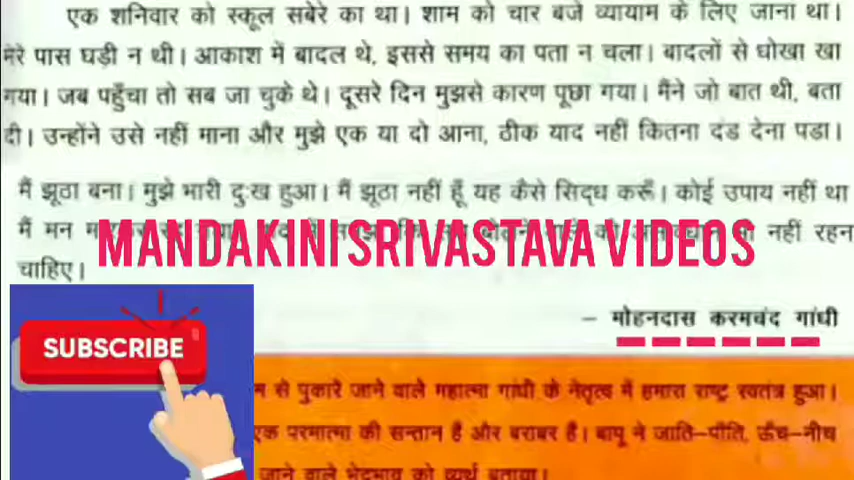 एक शनिवार को स्कूल सबेरे का था। शाम को चार बजे व्यायाम के लिए जाना था।
मेरे पास घड़ी न थी। आकाश में बादल थे, इससे समय का पता न चला। बादलों से धोखा खा
गया। जब पहुँचा तो सब जा चुके थे। दूसरे दिन मुझसे कारण पूछा गया। मैंने जो बात थी, बता
दी। उन्होंने उसे नहीं माना और मुझे एक या दो आना, ठीक याद नहीं कितना दंड देना पडा।
मैं झूठा बना। मुझे भारी दुःख हुआ। मैं झूठा नहीं हूँ यह कैसे सिद्ध करूँ। कोई उपाय नहीं था
मैं मन नहीं रहन
MANDAKINI SRIVASTAVA VIDEOS
चाहिए।
– मोहनदास करमचंद गांधी
SUBSCRIBE
से पुकारे जाने वाले महात्मा गांधी के नेतृत्व में हमारा राष्ट्र स्वतंत्र हुआ।
एक परमात्मा की सन्तान हैं और बराबर हैं। बापू ने जाति-पाँति, ऊँच-नीच
जाने वाले भेदभाव को व्यर्थ बताया।